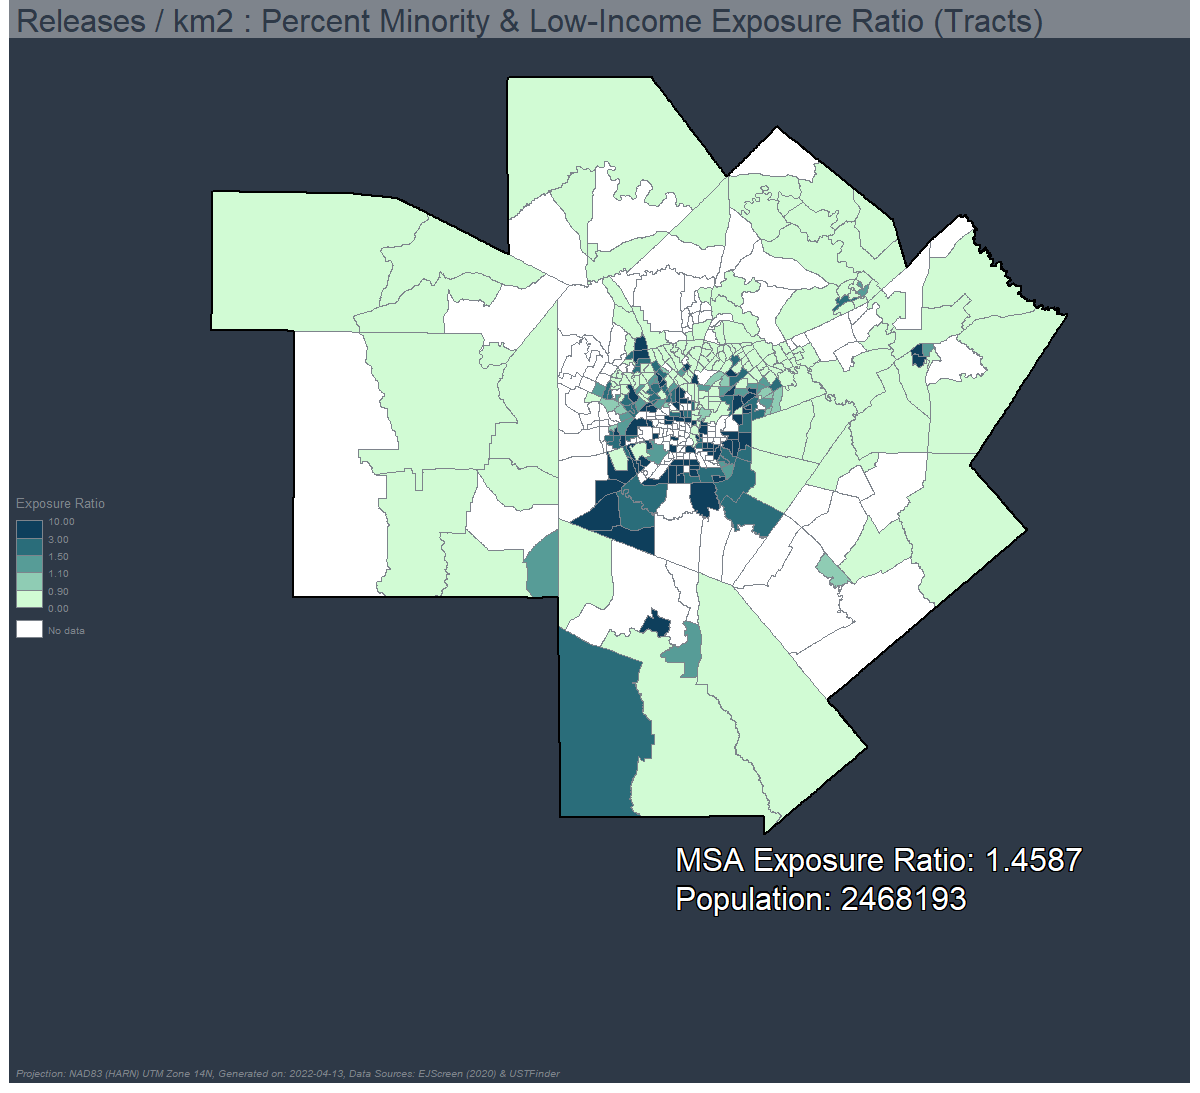 Releases / km2 : Percent Minority & Low-Income Exposure Ratio (Tracts)
Exposure Ratio
10.00
3.00
1.50
1.10
0.90
0.00
No data
MSA Exposure Ratio: 1.4587
Population: 2468193
Projection: NAD83 (HARN) UTM Zone 14N, Generated on: 2022-04-13, Data Sources: EJScreen (2020) & USTFinder